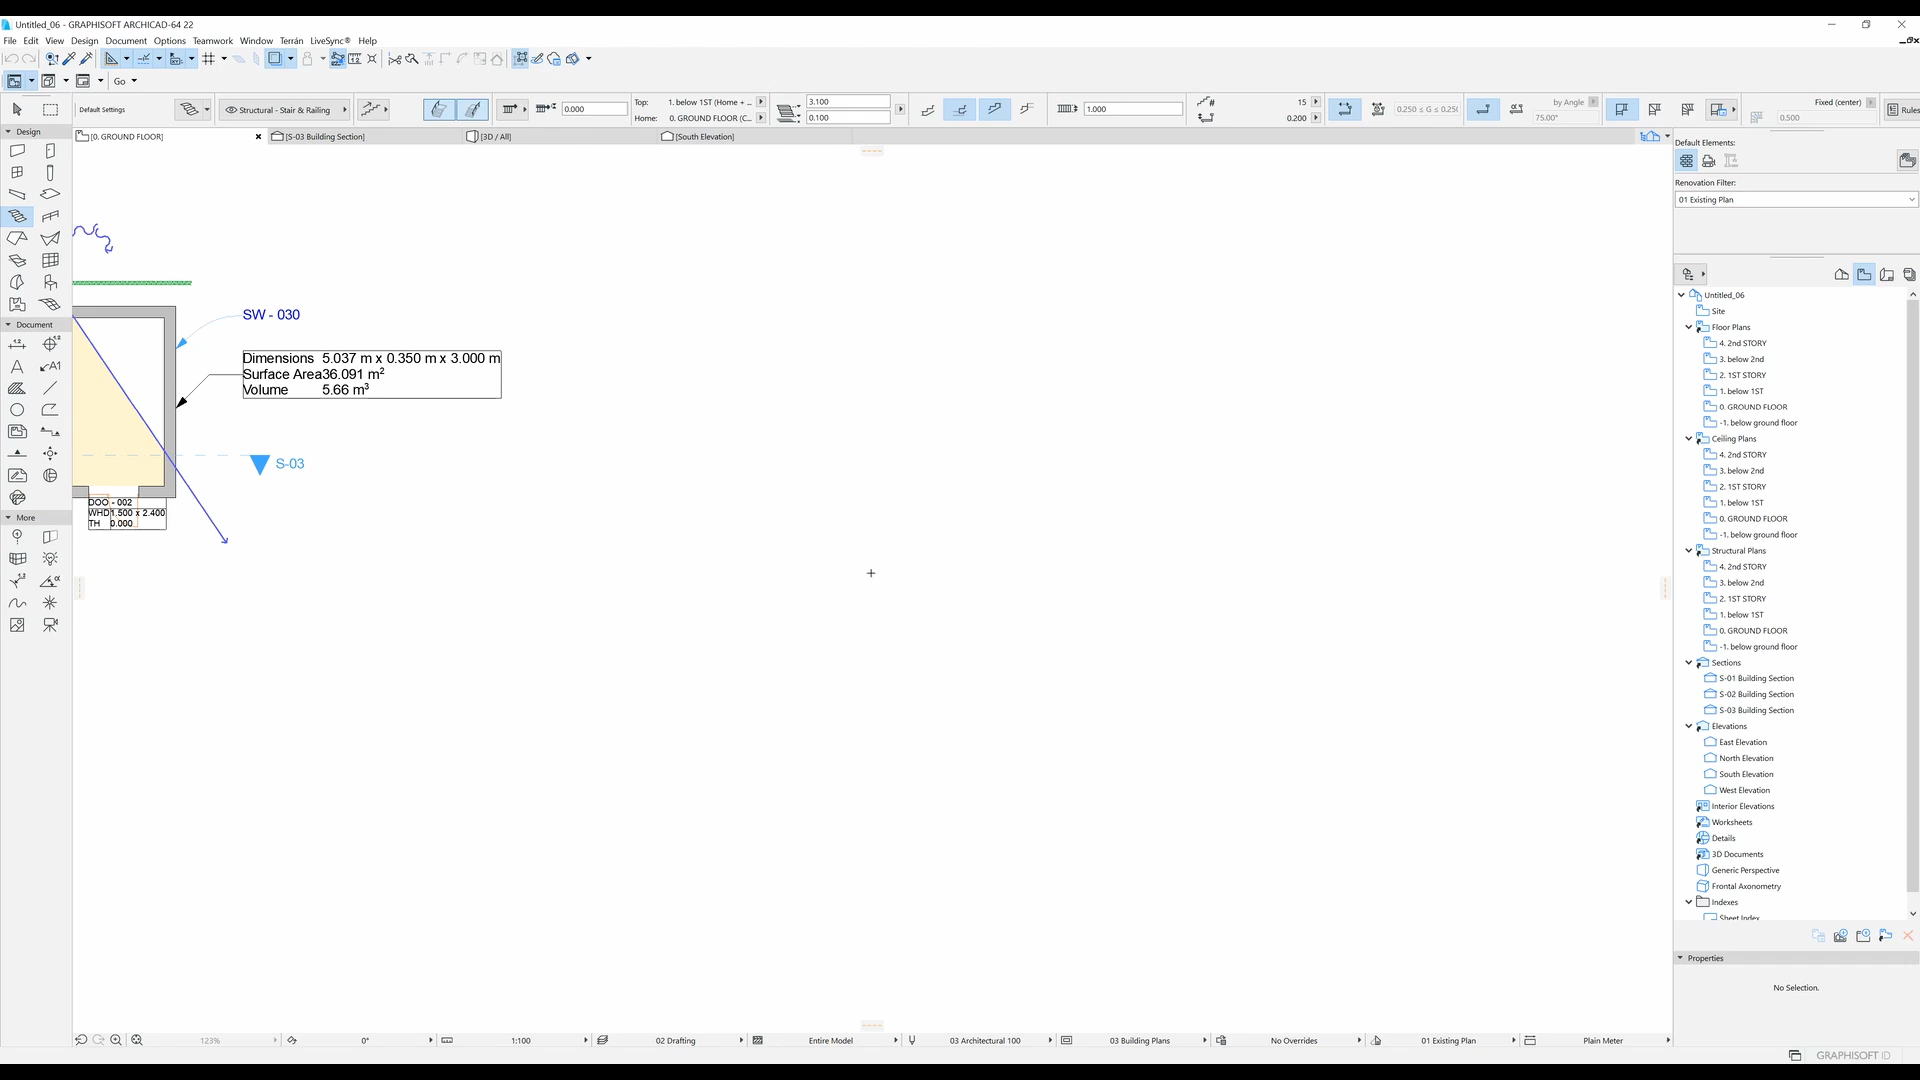 Untitled_06 - GRAPHISOFT ARCHICAD-64 22
File Edit View Design Document Options Teamwork Window Terrán LiveSync® Help
Go
Default Settings
Structural - Stair & Railing
0.000
Top: 1. below 1ST (Home + ...
Home: 0. GROUND FLOOR (C...
3.100
0.100
1.000
15
0.200
0.250 ≤ G ≤ 0.250
by Angle
75.00°
Fixed (center)
0.500
Rules
[0. GROUND FLOOR]
[S-03 Building Section]
[3D / All]
[South Elevation]
Design
Document
More
SW - 030
Dimensions 5.037 m x 0.350 m x 3.000 m
Surface Area36.091 m²
Volume 5.66 m³
S-03
DOO - 002
WHD 1.500 x 2.400
TH 0.000
Default Elements:
Renovation Filter:
01 Existing Plan
Untitled_06
Site
Floor Plans
4. 2nd STORY
3. below 2nd
2. 1ST STORY
1. below 1ST
0. GROUND FLOOR
-1. below ground floor
Ceiling Plans
4. 2nd STORY
3. below 2nd
2. 1ST STORY
1. below 1ST
0. GROUND FLOOR
-1. below ground floor
Structural Plans
4. 2nd STORY
3. below 2nd
2. 1ST STORY
1. below 1ST
0. GROUND FLOOR
-1. below ground floor
Sections
S-01 Building Section
S-02 Building Section
S-03 Building Section
Elevations
East Elevation
North Elevation
South Elevation
West Elevation
Interior Elevations
Worksheets
Details
3D Documents
Generic Perspective
Frontal Axonometry
Indexes
Sheet Index
Properties
No Selection.
123%
0°
1:100
02 Drafting
Entire Model
03 Architectural 100
03 Building Plans
No Overrides
01 Existing Plan
Plain Meter
GRAPHISOFT ID